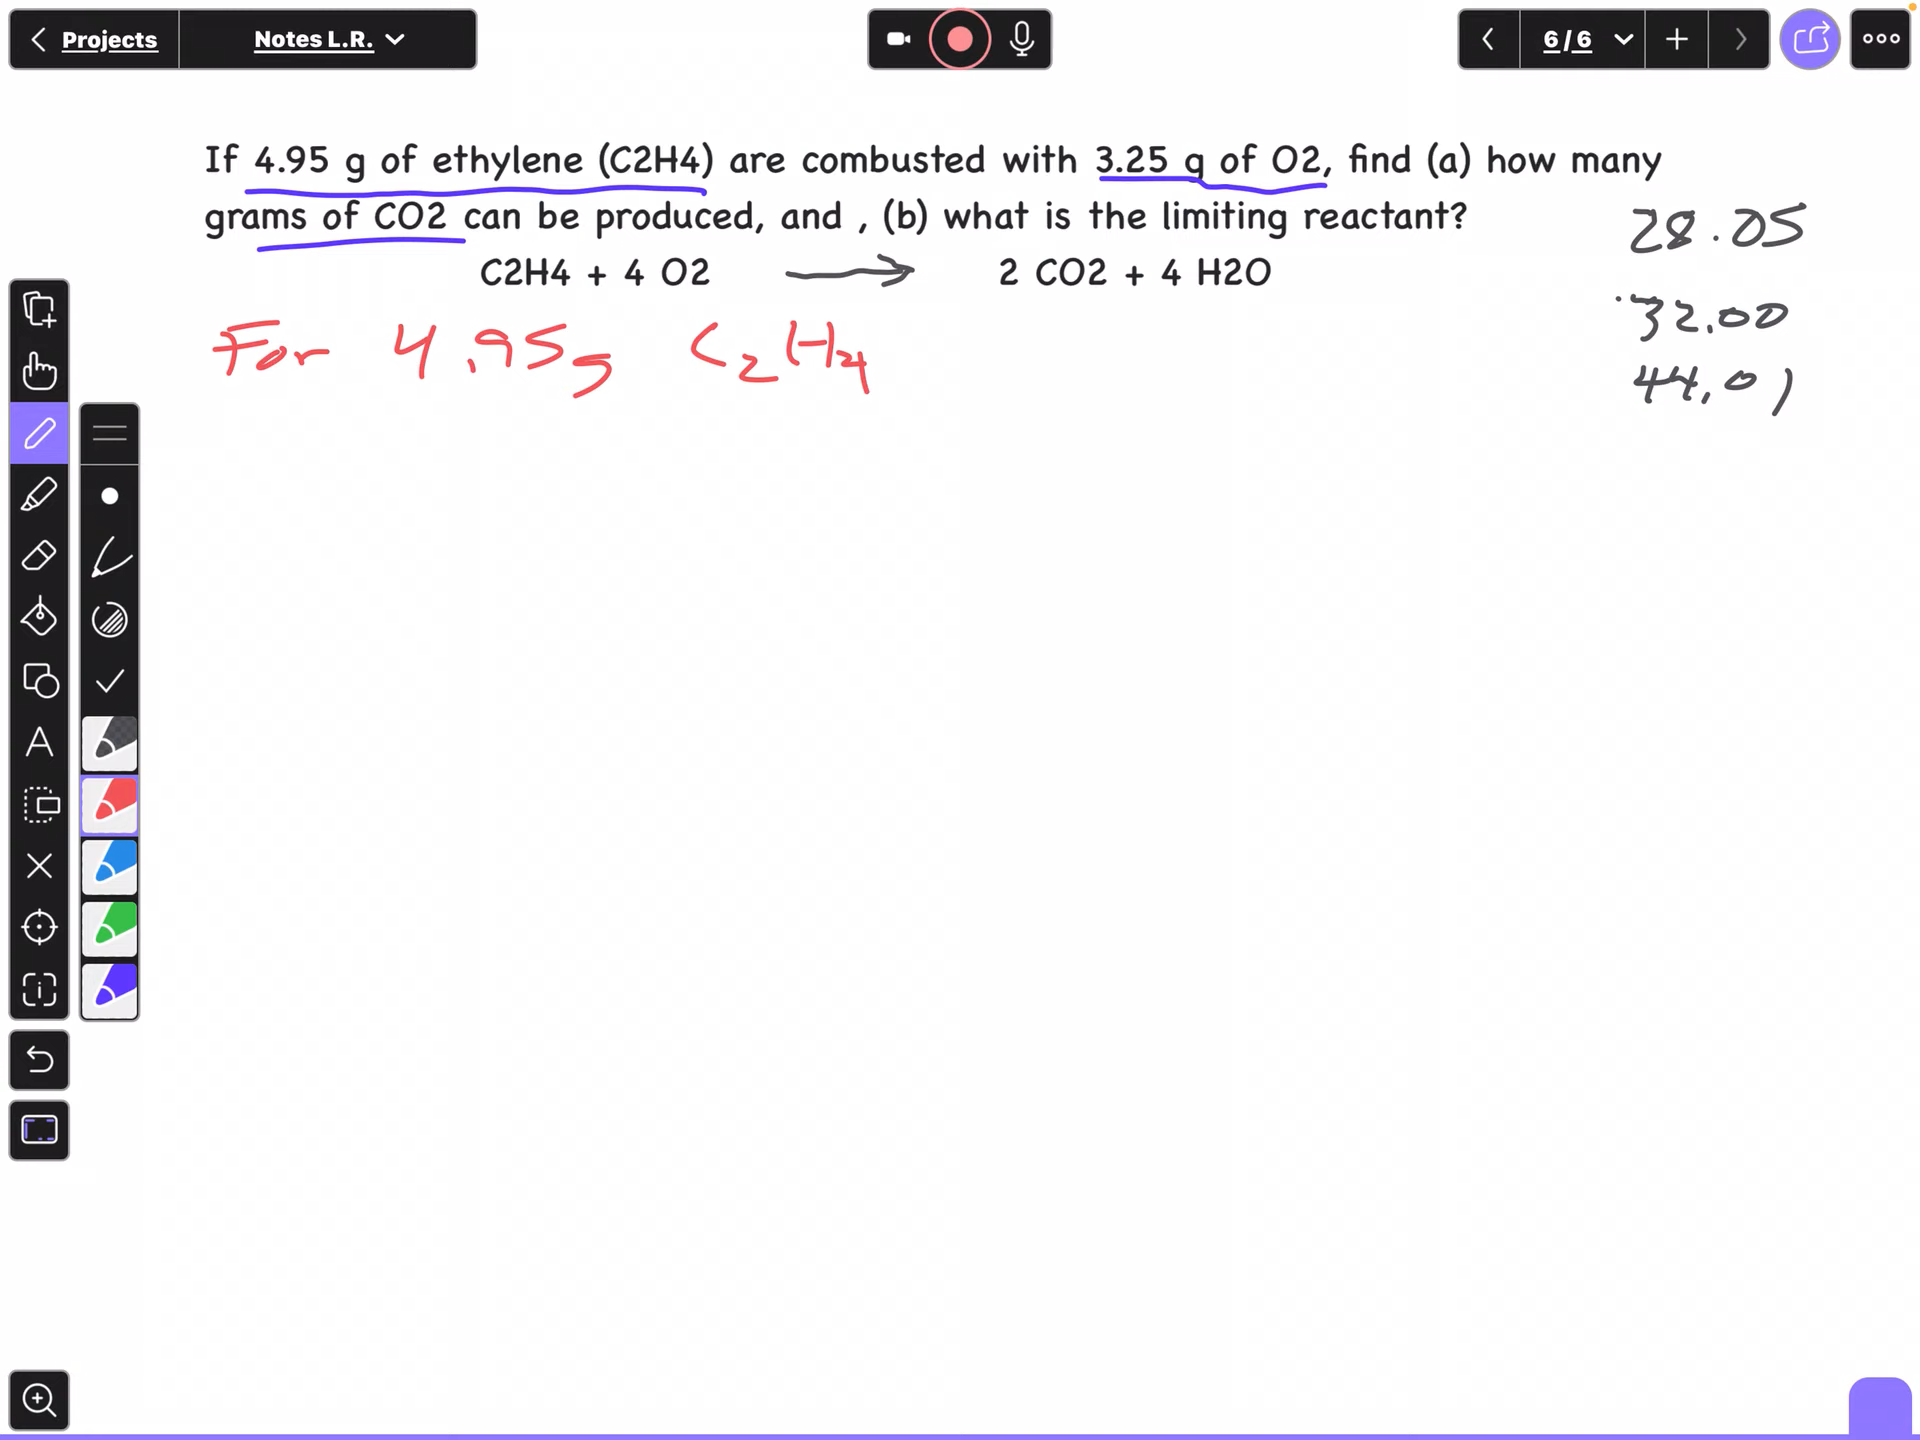 Projects
Notes L.R.
6/6
If 4.95 g of ethylene (C2H4) are combusted with 3.25 g of O2, find (a) how many
grams of CO2 can be produced, and , (b) what is the limiting reactant?
C2H4 + 4 O2 ⟶ 2 CO2 + 4 H2O
28.05
32.00
44.01
For 4.95g C2H4
A